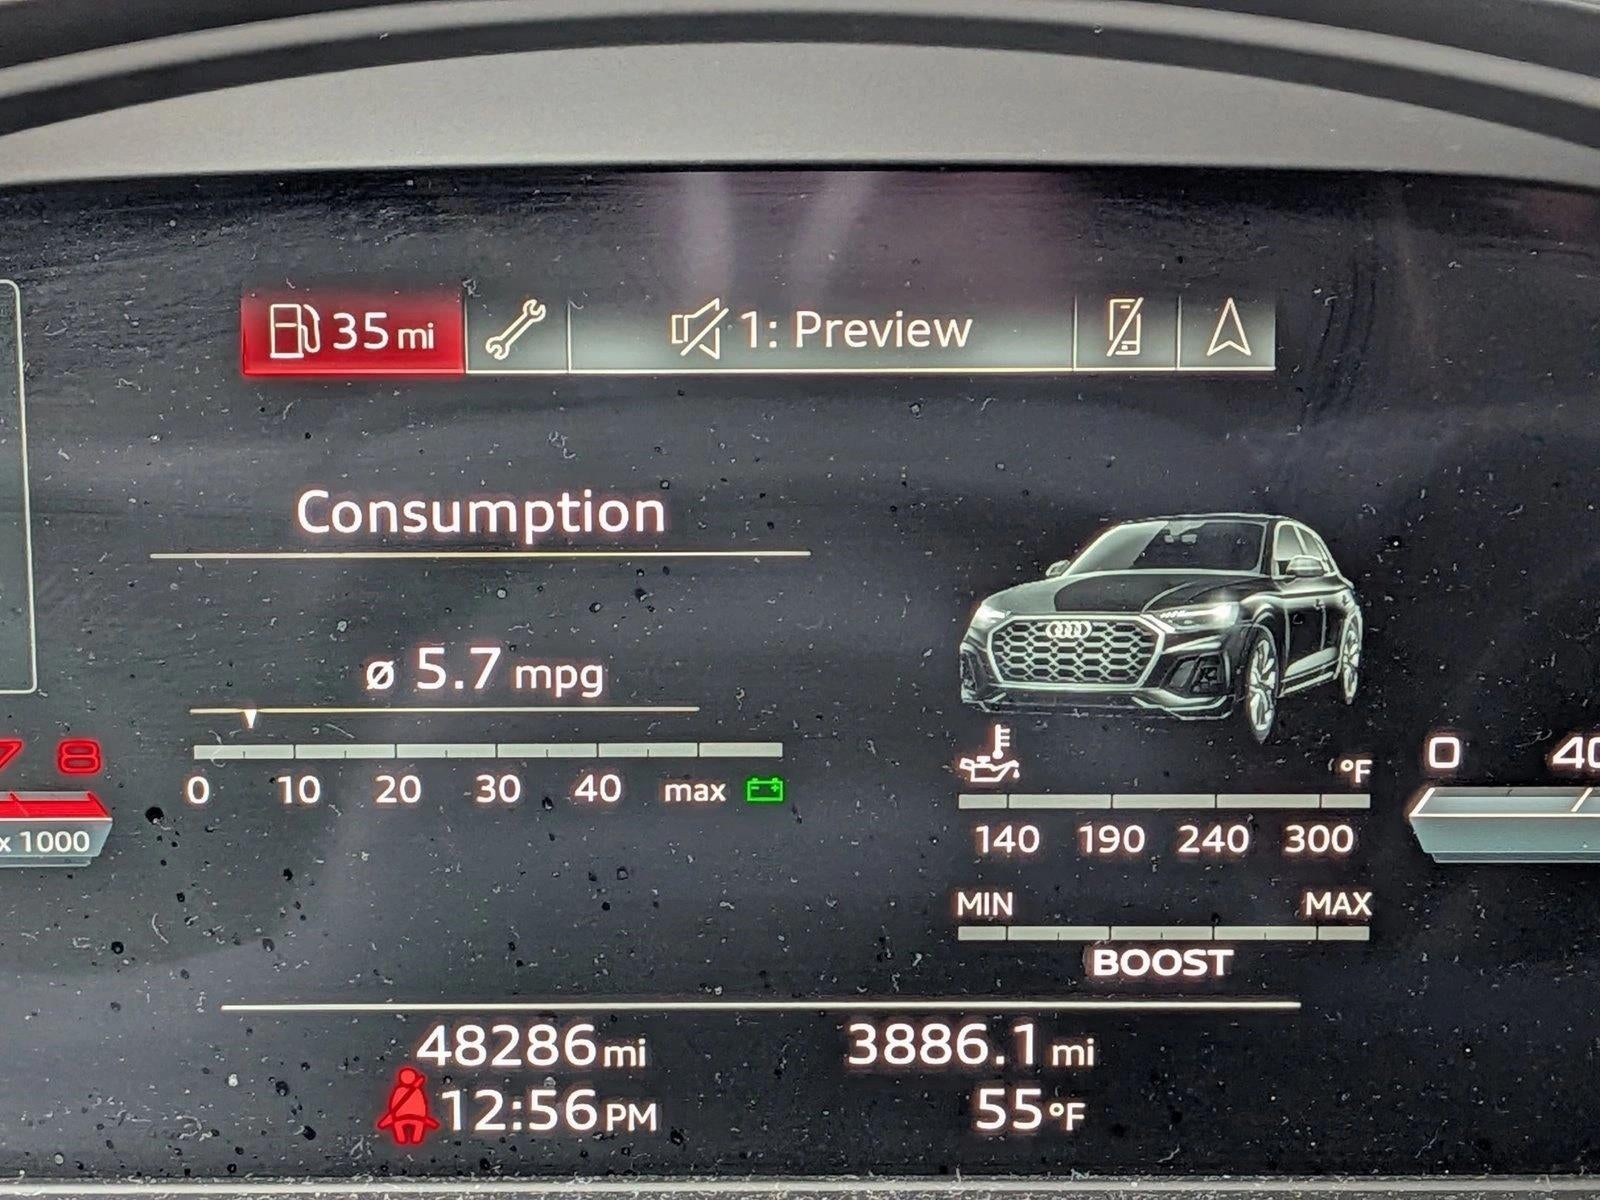 35 mi
1: Preview
Consumption
ø 5.7 mpg
0 10 20 30 40 max
7 8
x 1000
°F
140 190 240 300
MIN MAX
BOOST
0 40
48286 mi 3886.1 mi
12:56 PM 55°F